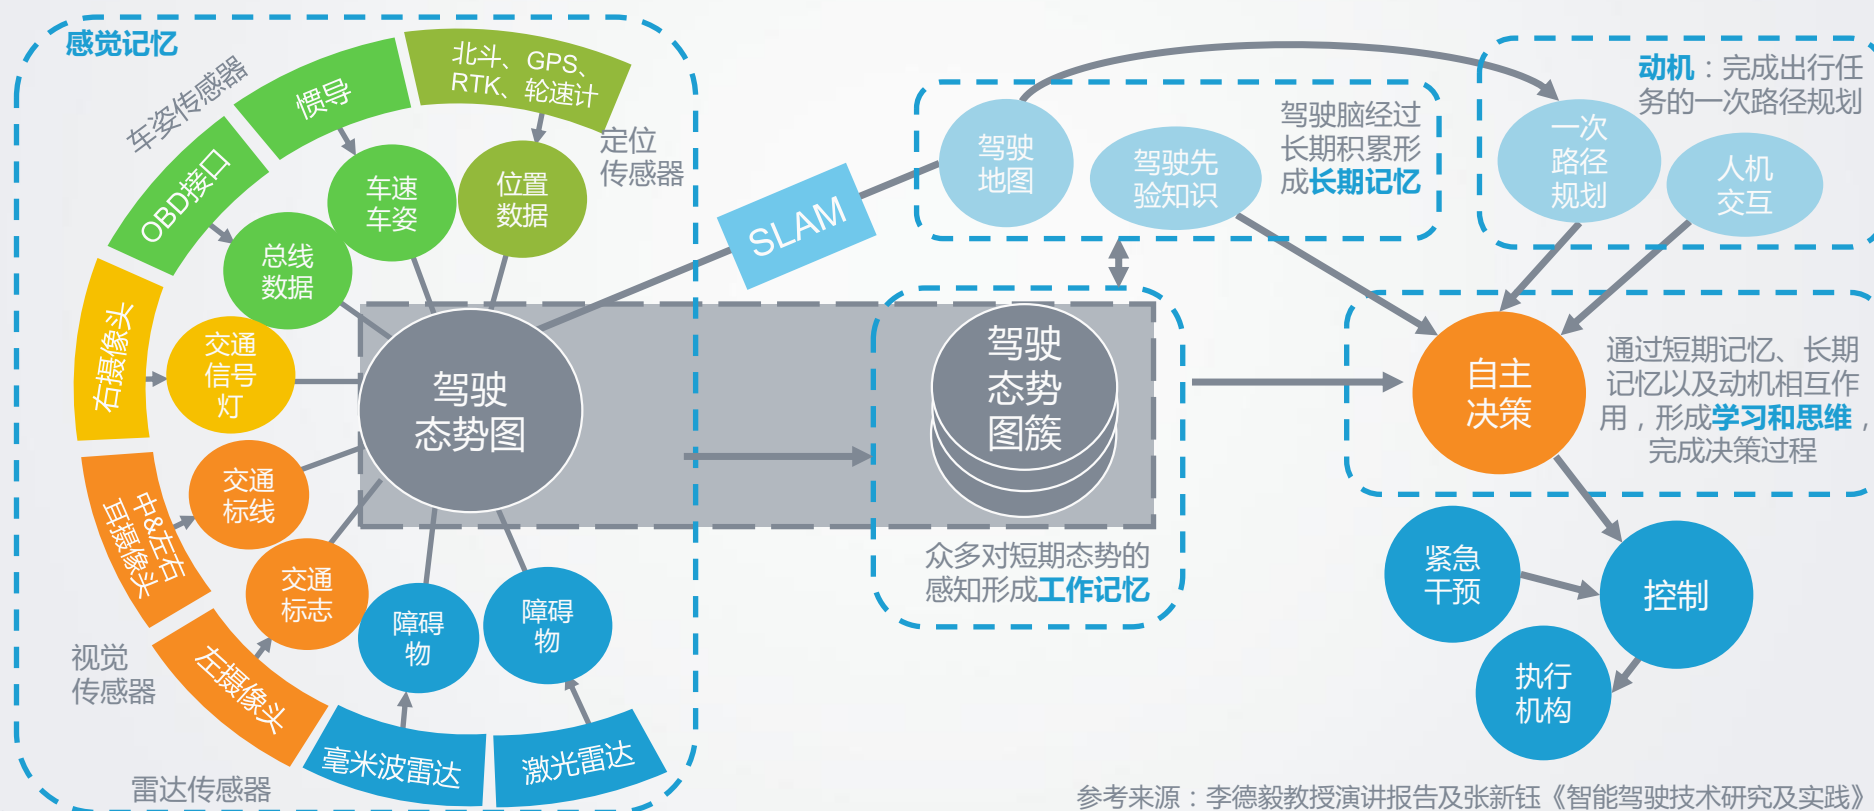 感觉记忆
车姿传感器
惯导
北斗、GPS、
RTK、轮速计
定位
传感器
OBD接口
车速
车姿
位置
数据
总线
数据
右摄像头
交通
信号
灯
驾驶
态势图
中&左右
耳摄像头
交通
标线
交通
标志
左摄像头
障碍
物
障碍
物
视觉
传感器
毫米波雷达
激光雷达
雷达传感器
SLAM
驾驶
地图
驾驶先
验知识
驾驶脑经过
长期积累形
成长期记忆
驾驶
态势
图簇
众多对短期态势的
感知形成工作记忆
动机：完成出行任
务的一次路径规划
一次
路径
规划
人机
交互
自主
决策
通过短期记忆、长期
记忆以及动机相互作
用，形成学习和思维，
完成决策过程
紧急
干预
控制
执行
机构
参考来源：李德毅教授演讲报告及张新钰《智能驾驶技术研究及实践》